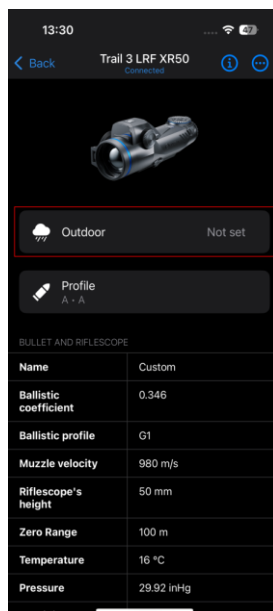 13:30
47
Back
Trail 3 LRF XR50
Connected
Outdoor
Not set
Profile
A - A
BULLET AND RIFLESCOPE
Name
Custom
Ballistic
coefficient
0.346
Ballistic profile
G1
Muzzle velocity
980 m/s
Riflescope's
height
50 mm
Zero Range
100 m
Temperature
16 °C
Pressure
29.92 inHg